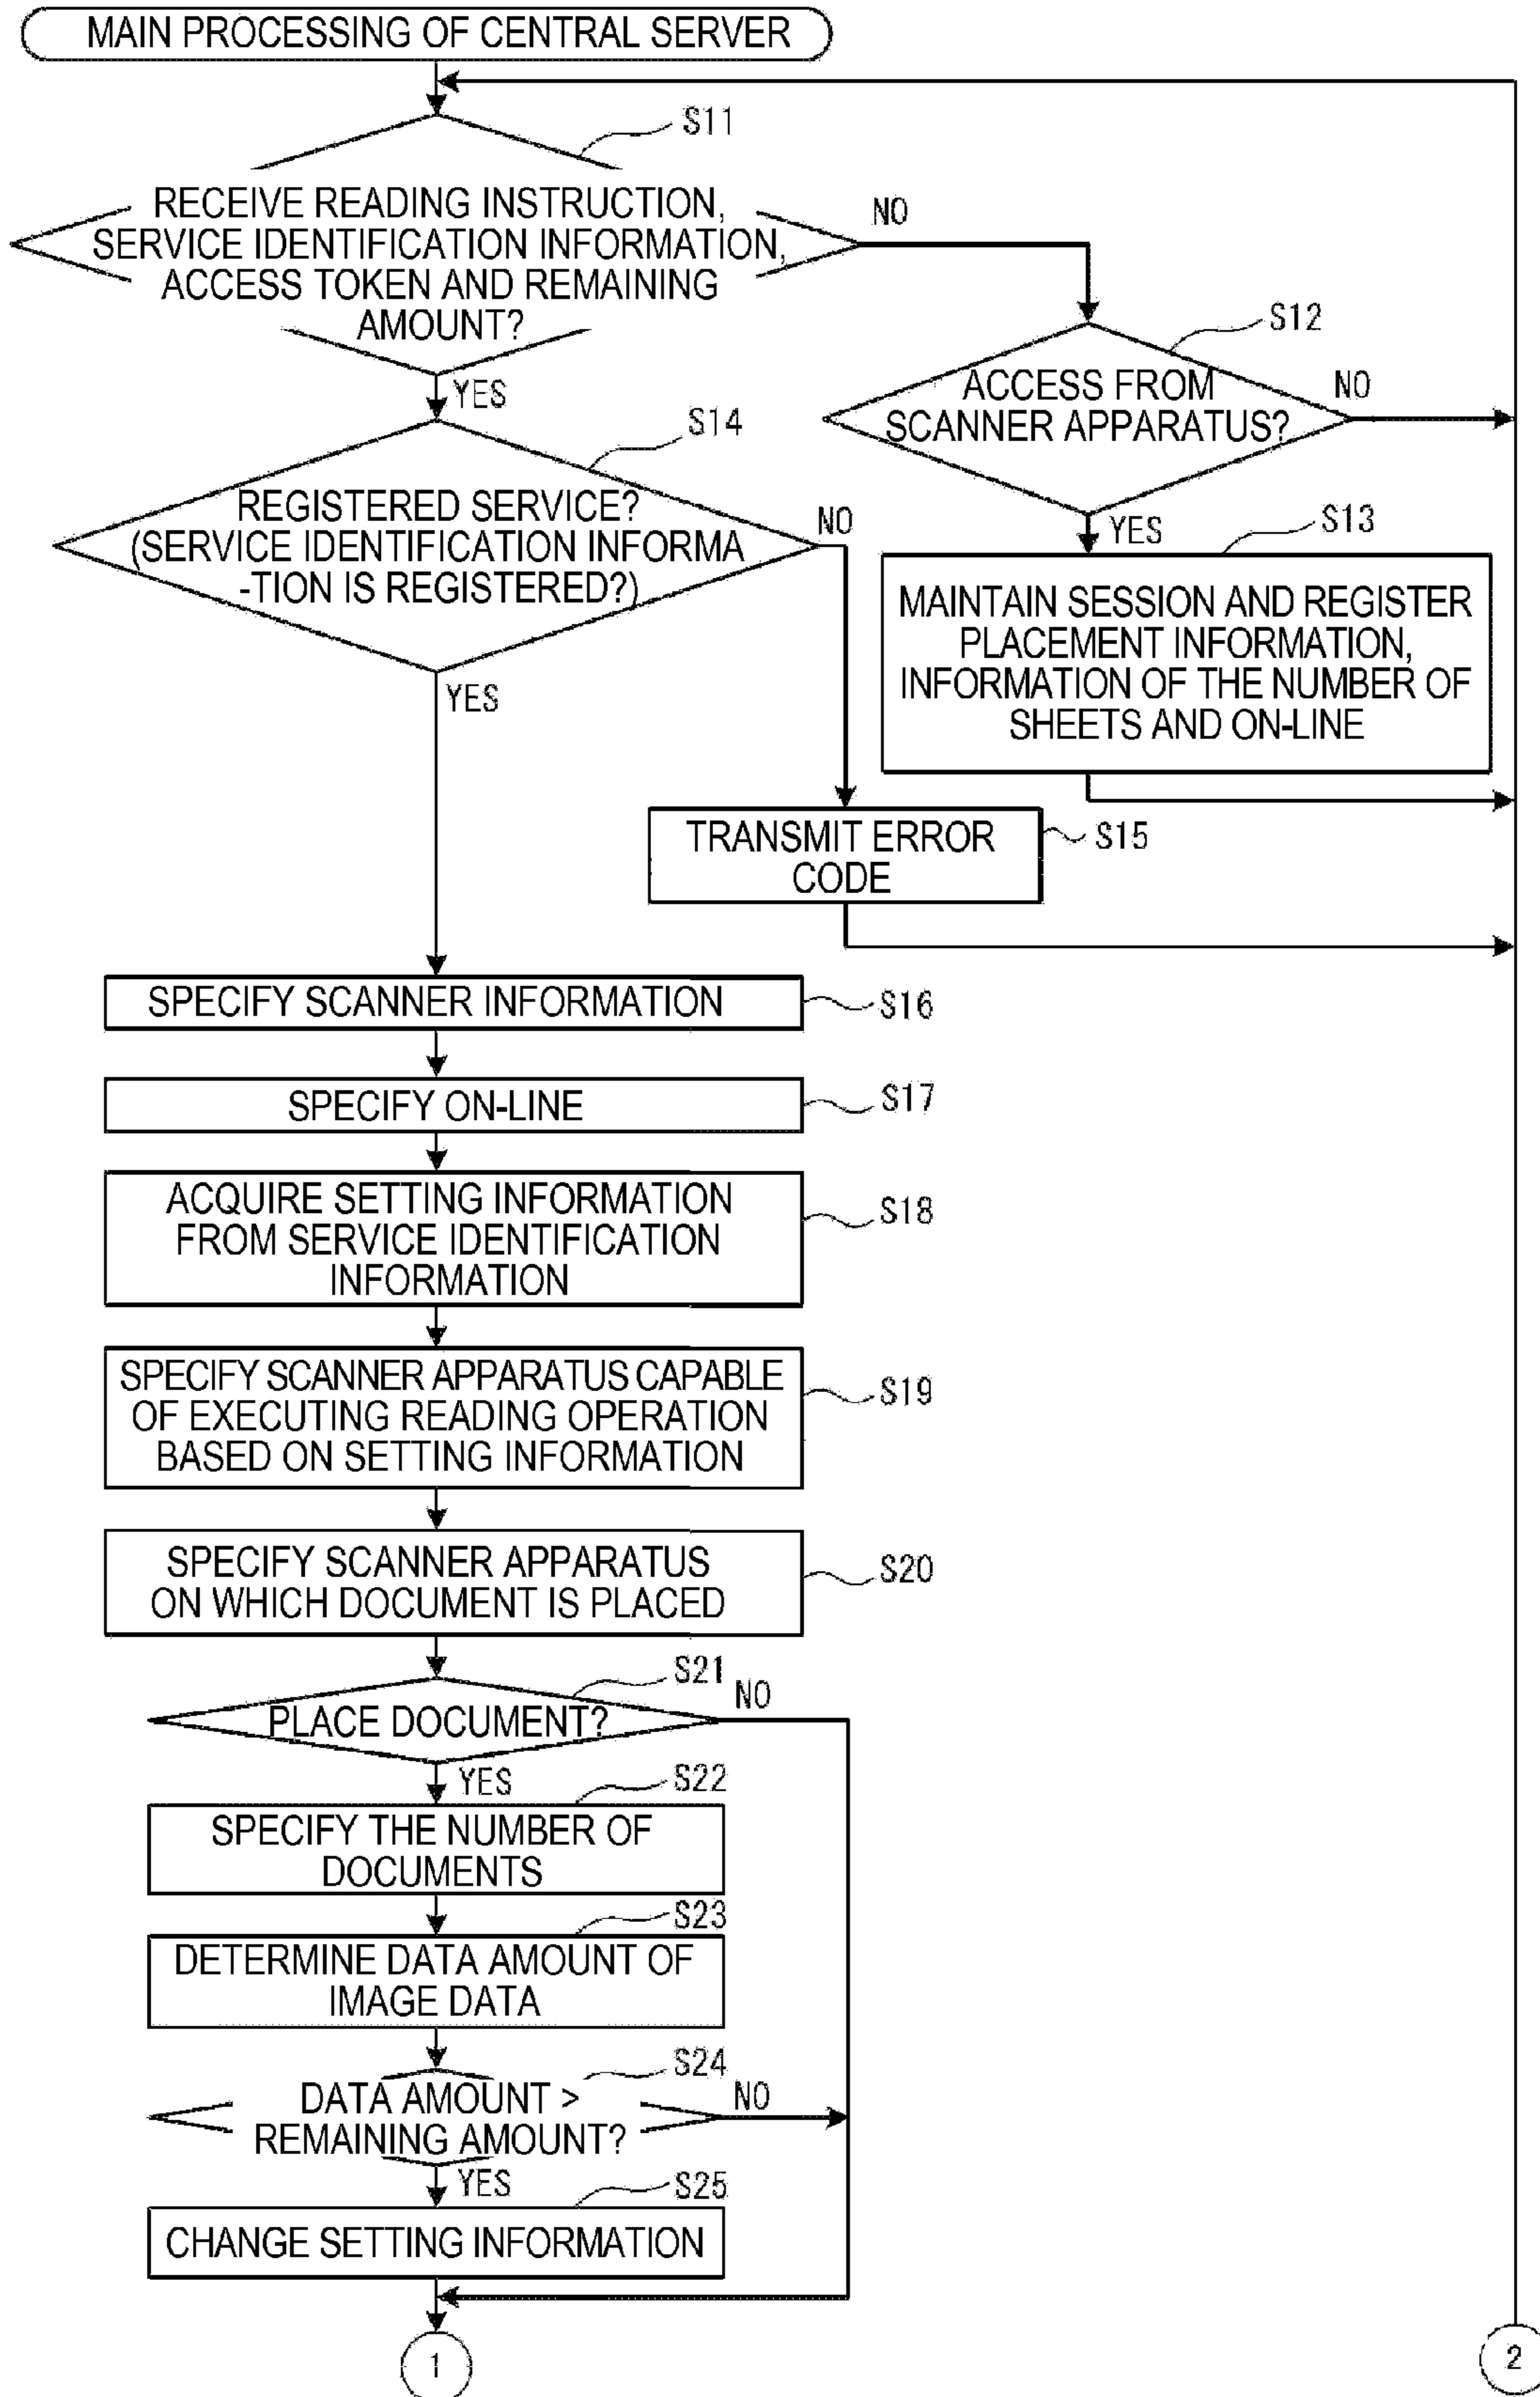 MAIN PROCESSING OF CENTRAL SERVER
S11
RECEIVE READING INSTRUCTION,
SERVICE IDENTIFICATION INFORMATION,
ACCESS TOKEN AND REMAINING
AMOUNT?
NO
YES
S12
ACCESS FROM
SCANNER APPARATUS?
NO
YES
S13
MAINTAIN SESSION AND REGISTER
PLACEMENT INFORMATION,
INFORMATION OF THE NUMBER OF
SHEETS AND ON-LINE
S14
REGISTERED SERVICE?
(SERVICE IDENTIFICATION INFORMA
-TION IS REGISTERED?)
NO
YES
TRANSMIT ERROR
CODE
S15
SPECIFY SCANNER INFORMATION
S16
SPECIFY ON-LINE
S17
ACQUIRE SETTING INFORMATION
FROM SERVICE IDENTIFICATION
INFORMATION
S18
SPECIFY SCANNER APPARATUS CAPABLE
OF EXECUTING READING OPERATION
BASED ON SETTING INFORMATION
S19
SPECIFY SCANNER APPARATUS
ON WHICH DOCUMENT IS PLACED
S20
S21
PLACE DOCUMENT?
NO
YES
S22
SPECIFY THE NUMBER OF
DOCUMENTS
S23
DETERMINE DATA AMOUNT OF
IMAGE DATA
S24
DATA AMOUNT >
REMAINING AMOUNT?
NO
YES
S25
CHANGE SETTING INFORMATION
1
2